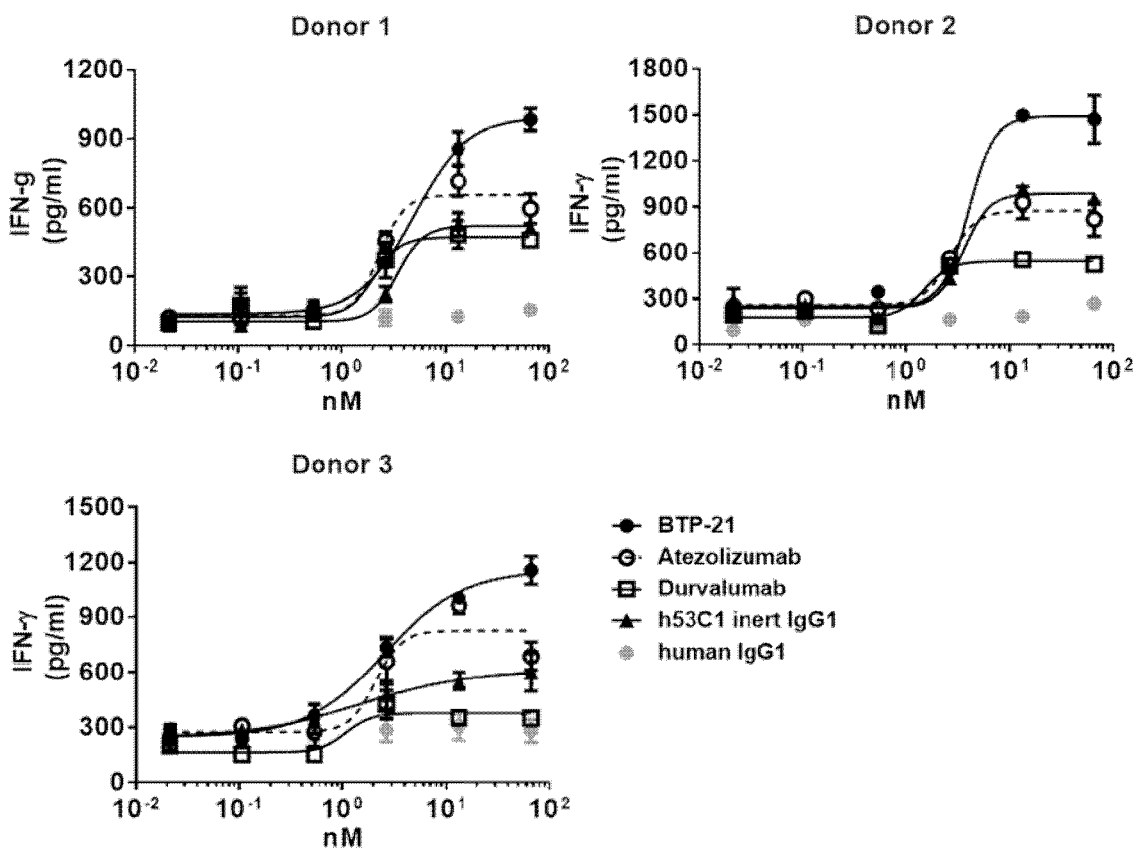 Donor 1
1200
900
600
300
0
IFN-g
(pg/ml)
10-2 10-1 100 101 102
nM
Donor 2
1800
1500
1200
900
600
300
0
IFN-γ
(pg/ml)
10-2 10-1 100 101 102
nM
Donor 3
1500
1200
900
600
300
0
IFN-γ
(pg/ml)
10-2 10-1 100 101 102
nM
BTP-21
Atezolizumab
Durvalumab
h53C1 inert IgG1
human IgG1